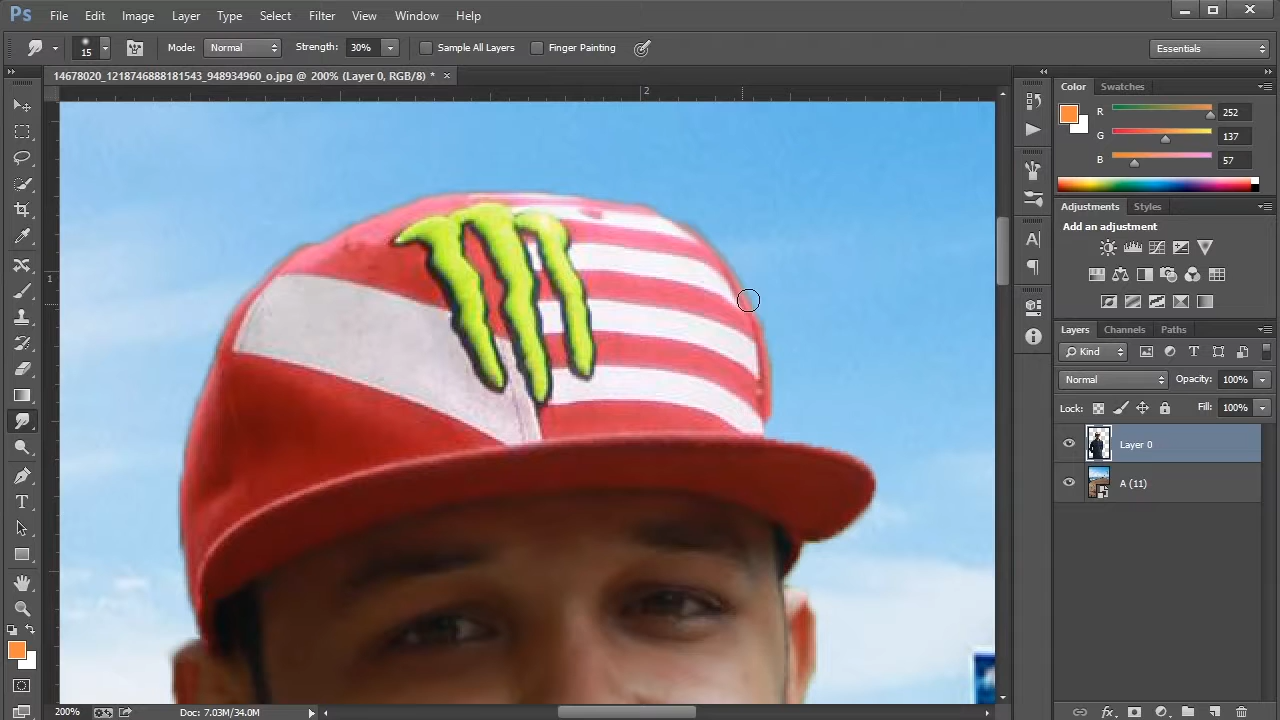 Ps File Edit Image Layer Type Select Filter View Window Help
15 Mode: Normal Strength: 30% Sample All Layers Finger Painting Essentials
14678020_1218746888181543_948934960_o.jpg @ 200% (Layer 0, RGB/8) * ×
2
1
Color Swatches
R 252
G 137
B 57
Adjustments Styles
Add an adjustment
Layers Channels Paths
Kind
Normal Opacity: 100%
Lock: Fill: 100%
Layer 0
A (11)
200% Doc: 7.03M/34.0M